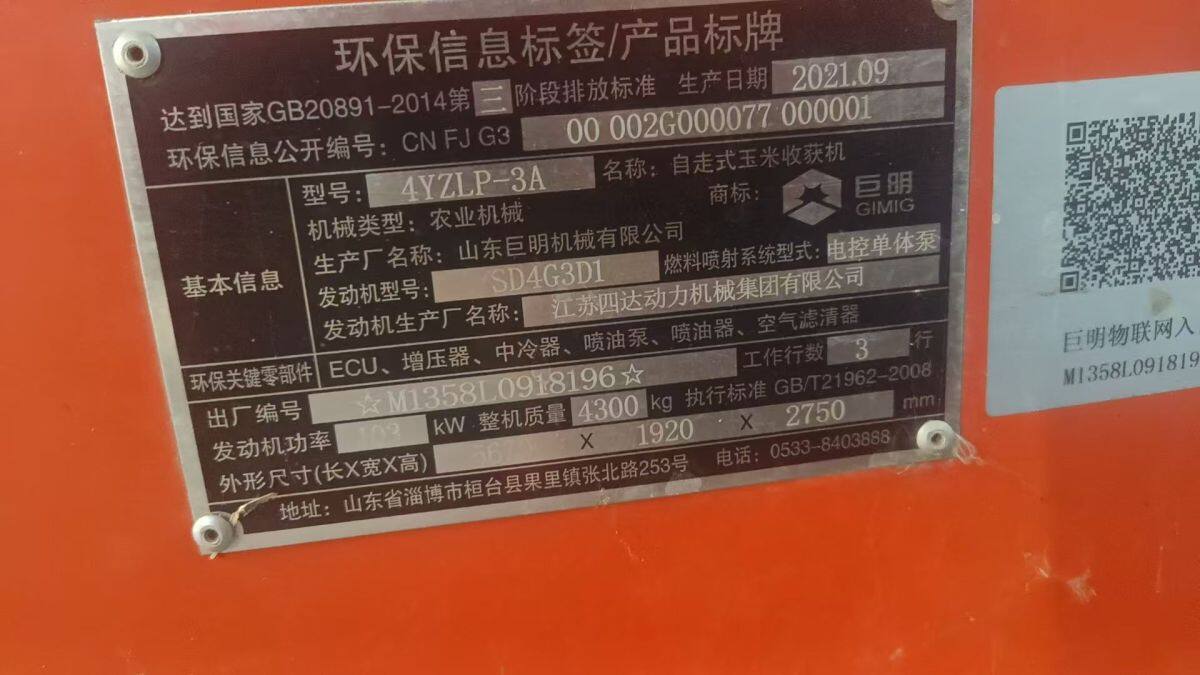 环保信息标签/产品标牌
达到国家GB20891-2014第三阶段排放标准 生产日期 2021.09
环保信息公开编号：CN FJ G3 00 002G000077 000001
基本信息
型号：4YZLP-3A 名称：自走式玉米收获机
机械类型：农业机械 商标： 巨明 GIMIG
生产厂名称：山东巨明机械有限公司
发动机型号：SD4G3D1 燃料喷射系统型式：电控单体泵
发动机生产厂名称：江苏四达动力机械集团有限公司
环保关键零部件 ECU、增压器、中冷器、喷油泵、喷油器、空气滤清器
出厂编号 ☆M1358L0918196☆ 工作行数 3 行
发动机功率 103 kW 整机质量 4300 kg 执行标准 GB/T21962-2008
外形尺寸(长X宽X高) X 1920 X 2750 mm
地址：山东省淄博市桓台县果里镇张北路253号 电话：0533-8403888
巨明物联网入
M1358L091819